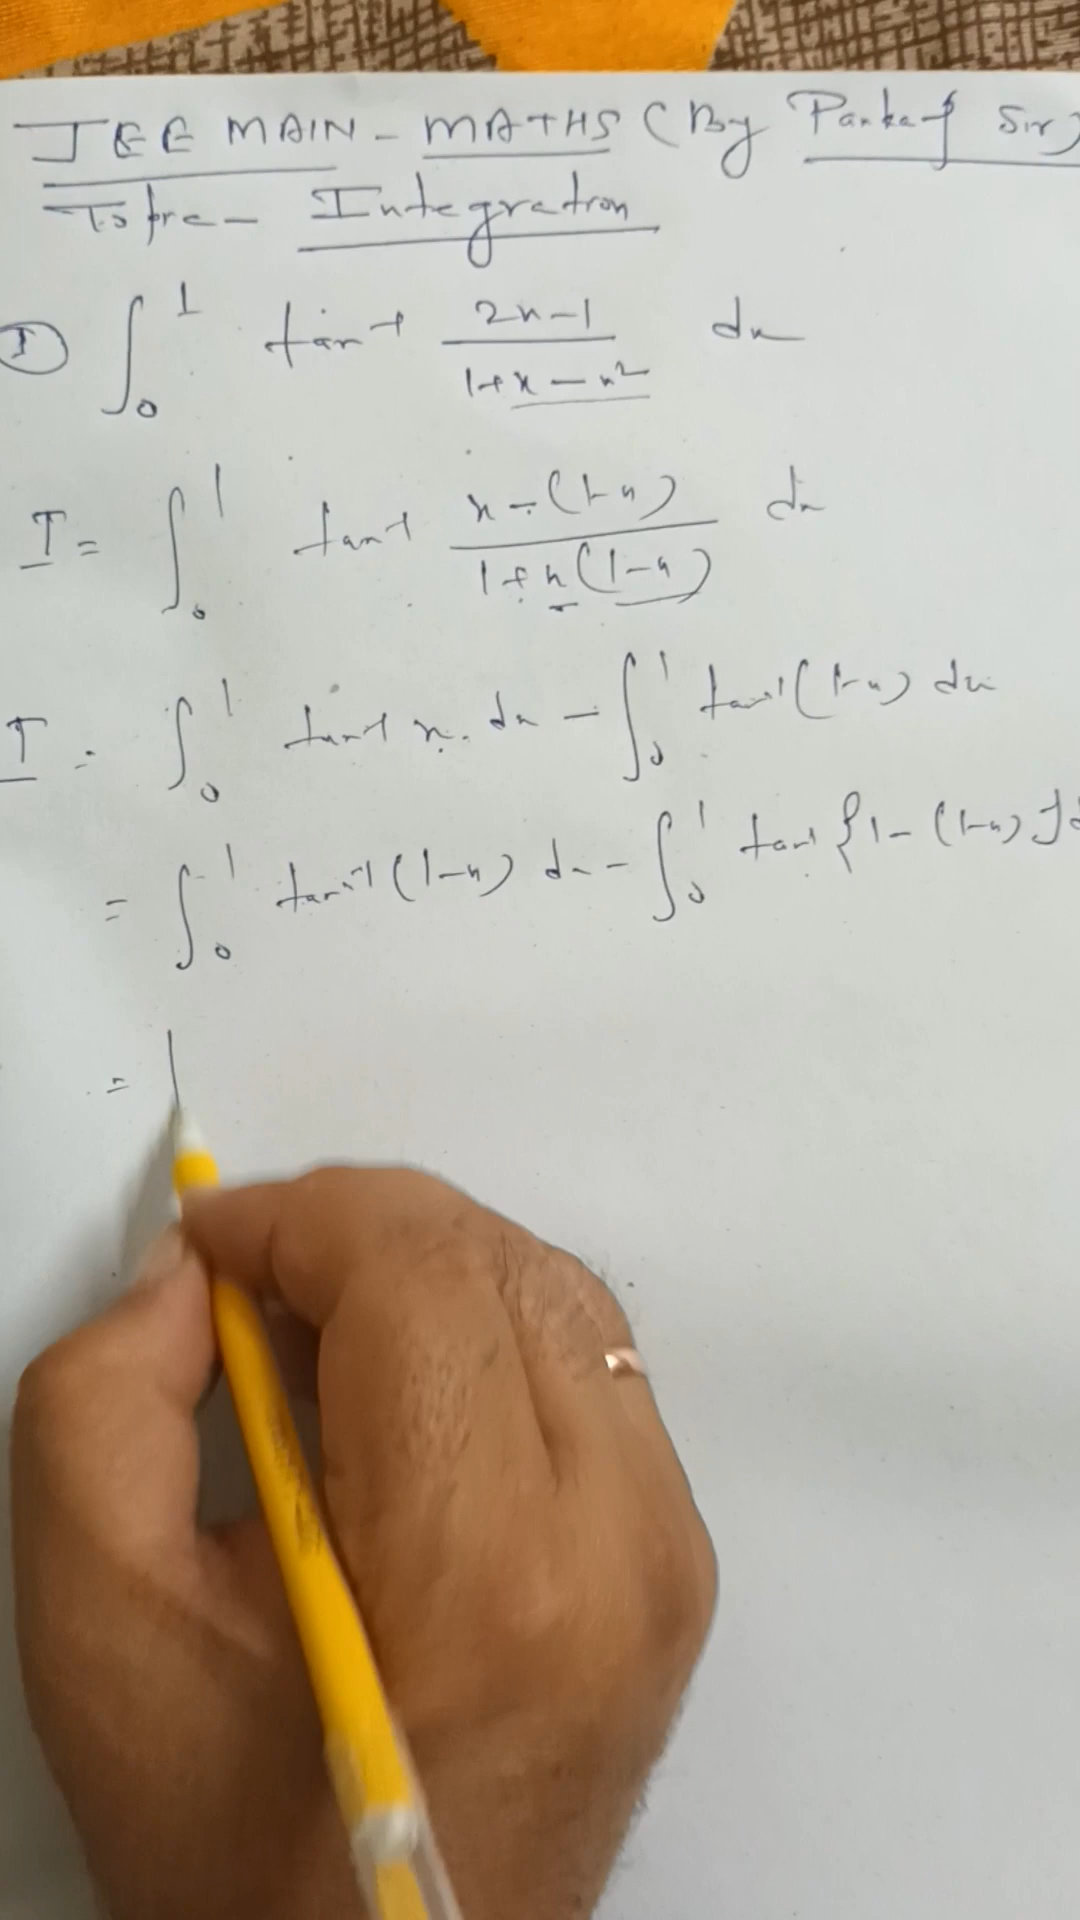 JEE MAIN - MATHS (By Pankaj Sir)
Topic - Integration
① ∫₀¹ tan⁻¹ (2x-1)/(1+x-x²) dx
I = ∫₀¹ tan⁻¹ (x-(1-x))/(1+x(1-x)) dx
I = ∫₀¹ tan⁻¹ x. dx - ∫₀¹ tan⁻¹(1-x) dx
= ∫₀¹ tan⁻¹(1-x) dx - ∫₀¹ tan⁻¹{1-(1-x)}d
=